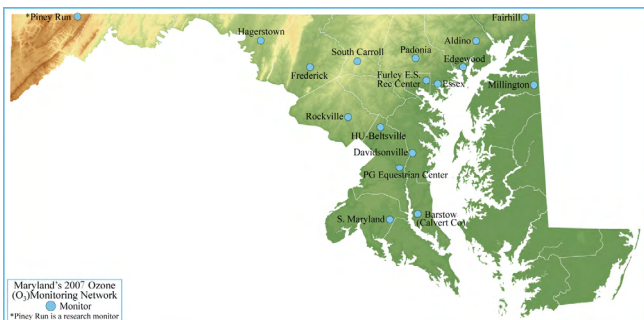 *Piney Run
Fairhill
Hagerstown
Aldino
South Carroll
Padonia
Edgewood
Frederick
Furley E.S.
Rec Center
Essex
Millington
Rockville
HU-Beltsville
Davidsonville
PG Equestrian Center
S. Maryland
Barstow
(Calvert Co)
Maryland's 2007 Ozone
(O₃)Monitoring Network
Monitor
*Piney Run is a research monitor